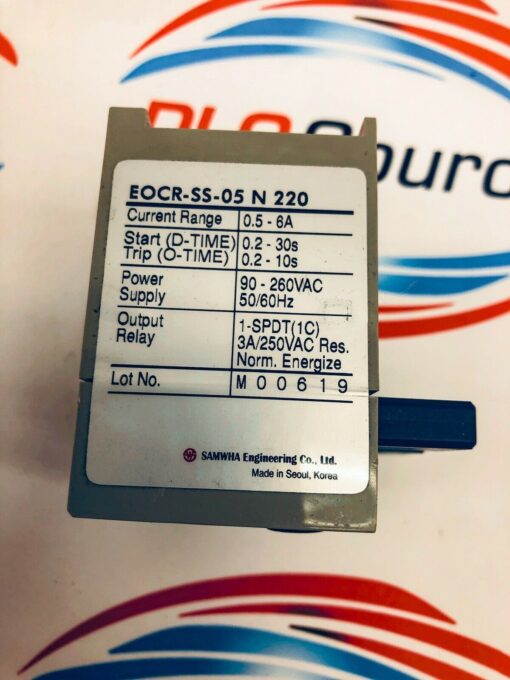 PLC Sourc
EOCR-SS-05 N 220
Current Range 0.5 - 6A
Start (D-TIME) 0.2 - 30s
Trip (O-TIME) 0.2 - 10s
Power 90 - 260VAC
Supply 50/60Hz
Output 1-SPDT(1C)
Relay 3A/250VAC Res.
Norm. Energize
Lot No. M 0 0 6 1 9
SAMWHA Engineering Co., Ltd.
Made in Seoul, Korea